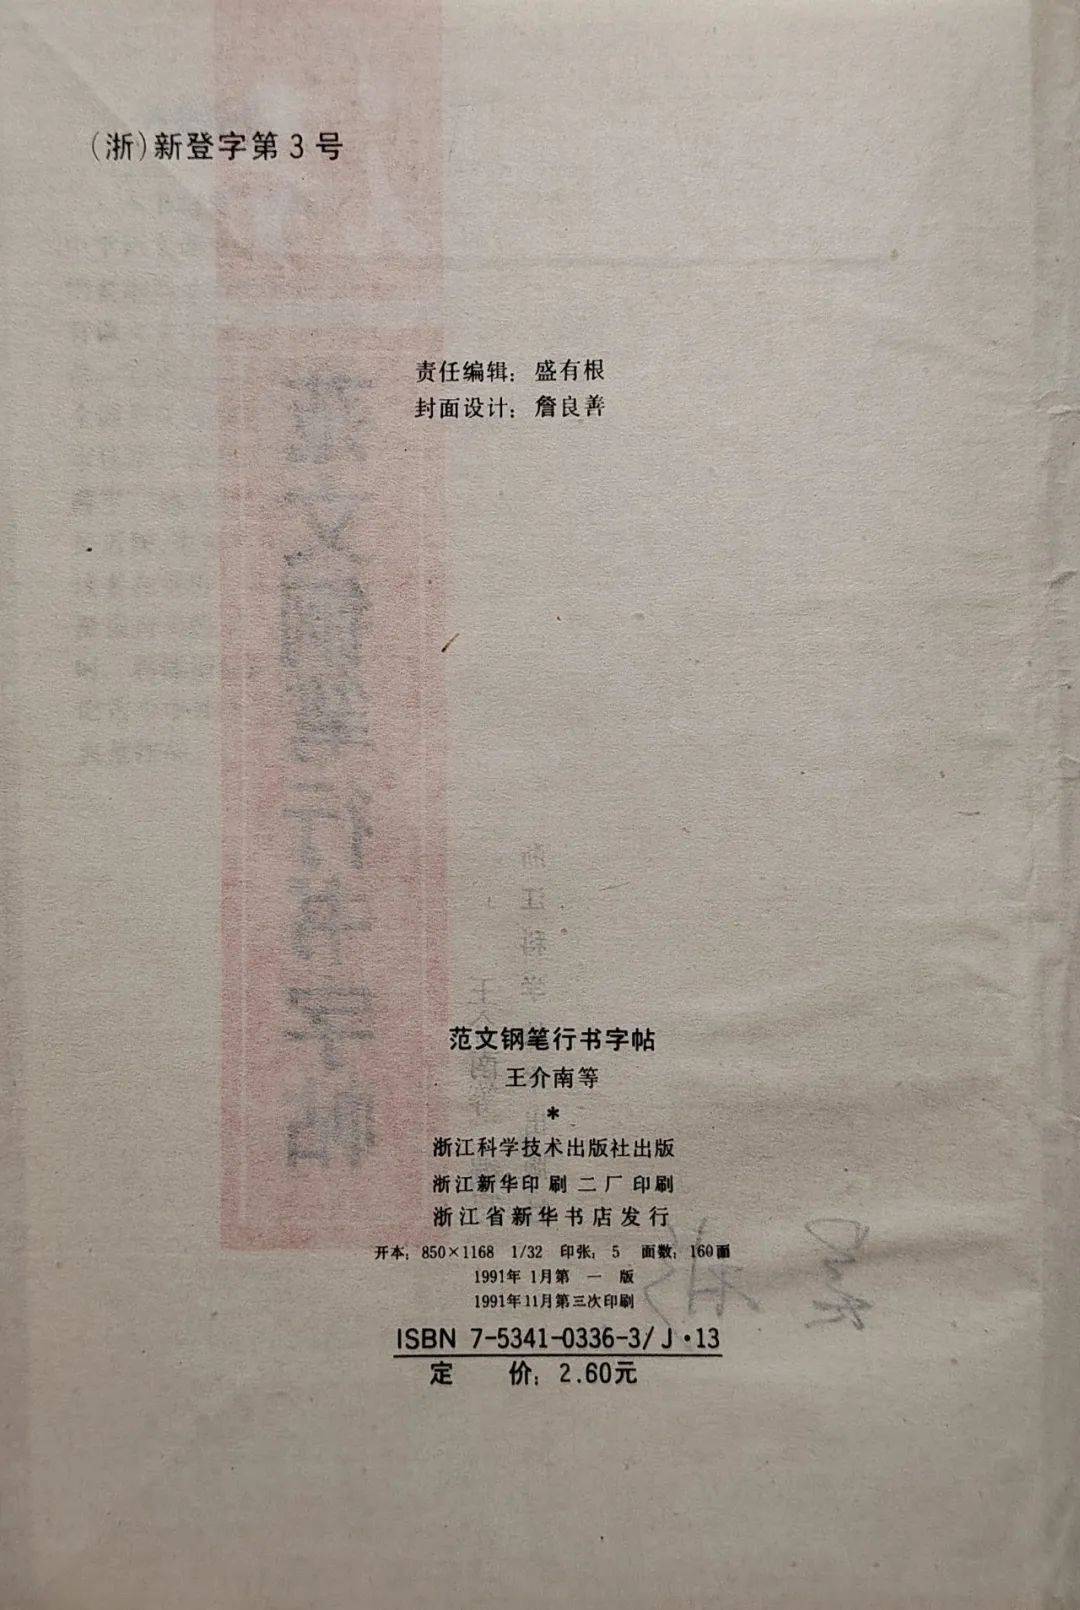 (浙)新登字第3号
责任编辑：盛有根
封面设计：詹良善
范文钢笔行书字帖
王介南等
*
浙江科学技术出版社出版
浙江新华印刷二厂印刷
浙江省新华书店发行
开本：850×1168 1/32 印张：5 面数：160面
1991年1月第一版
1991年11月第三次印刷
ISBN 7-5341-0336-3/J·13
定 价：2.60元